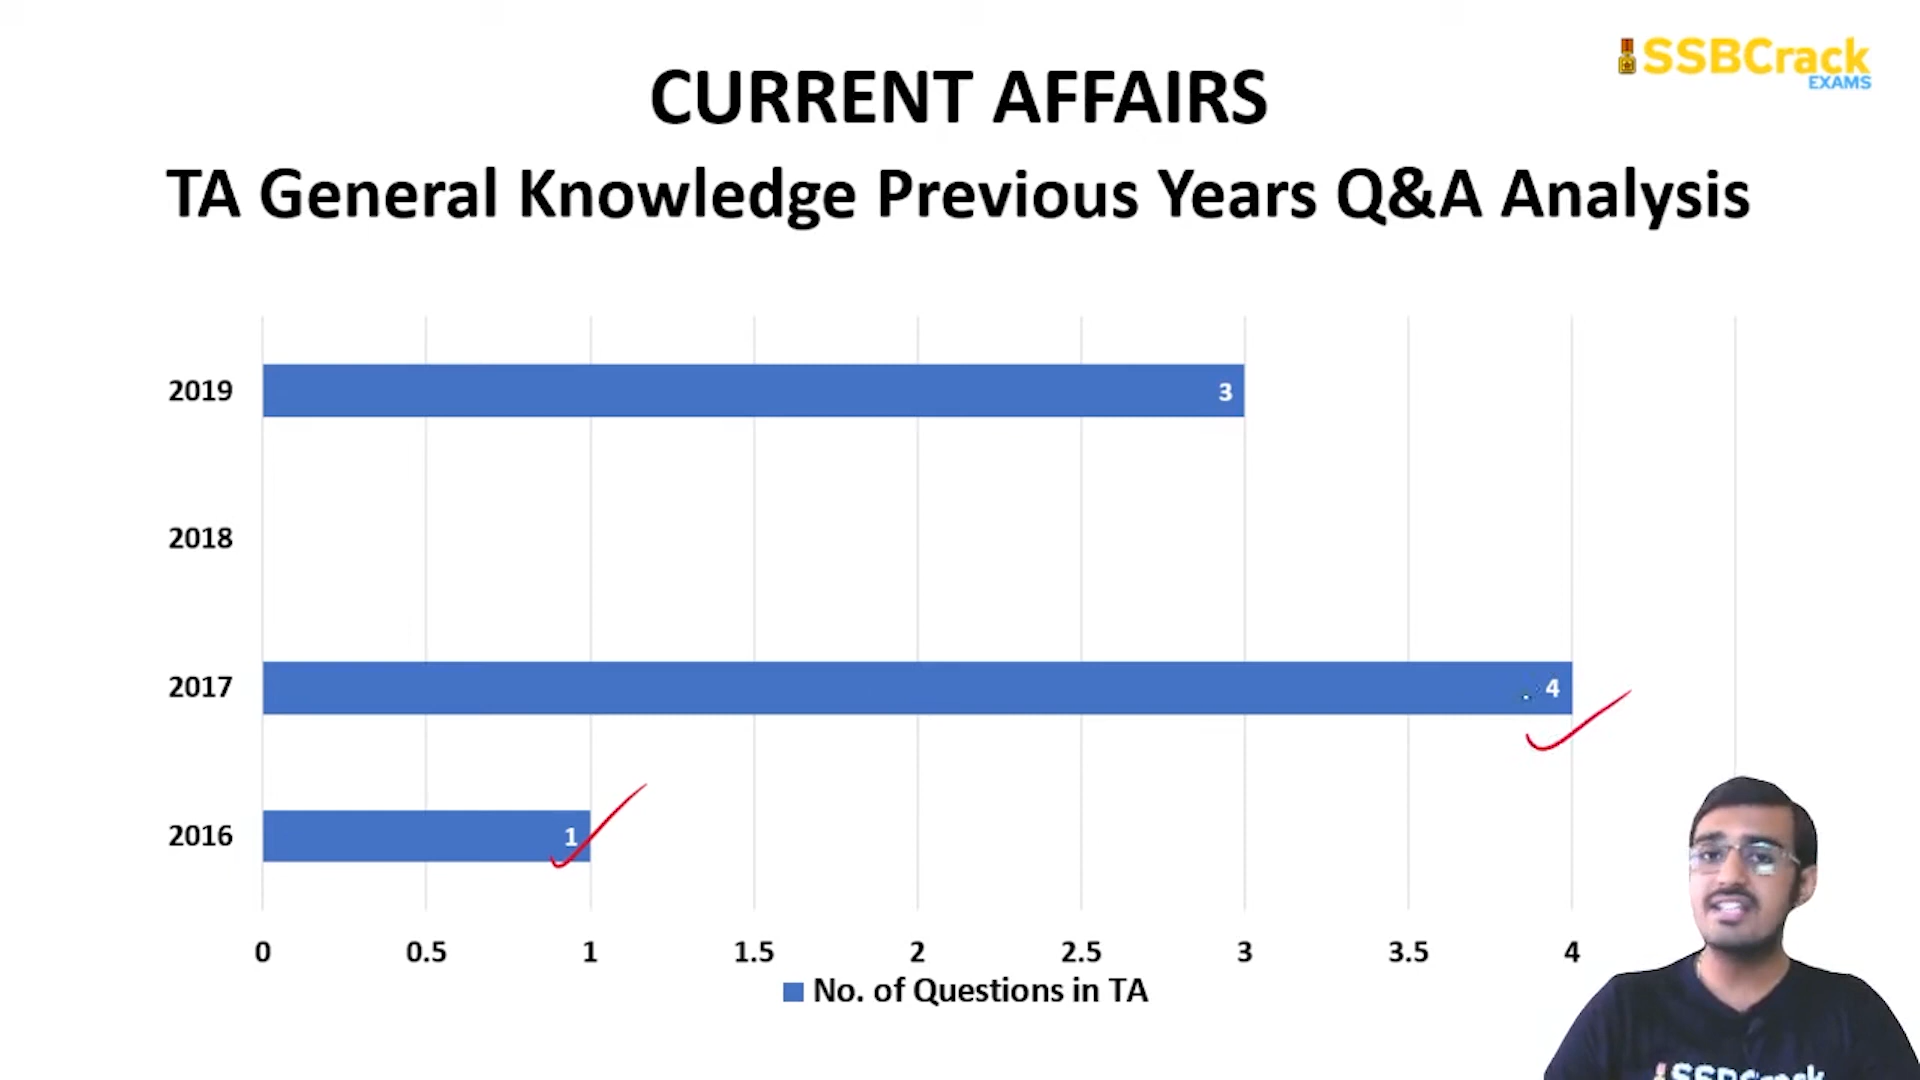 SSBCrack
EXAMS
CURRENT AFFAIRS
TA General Knowledge Previous Years Q&A Analysis
2019
3
2018
2017
4
2016
1
0 0.5 1 1.5 2 2.5 3 3.5 4
No. of Questions in TA
SSBCrack